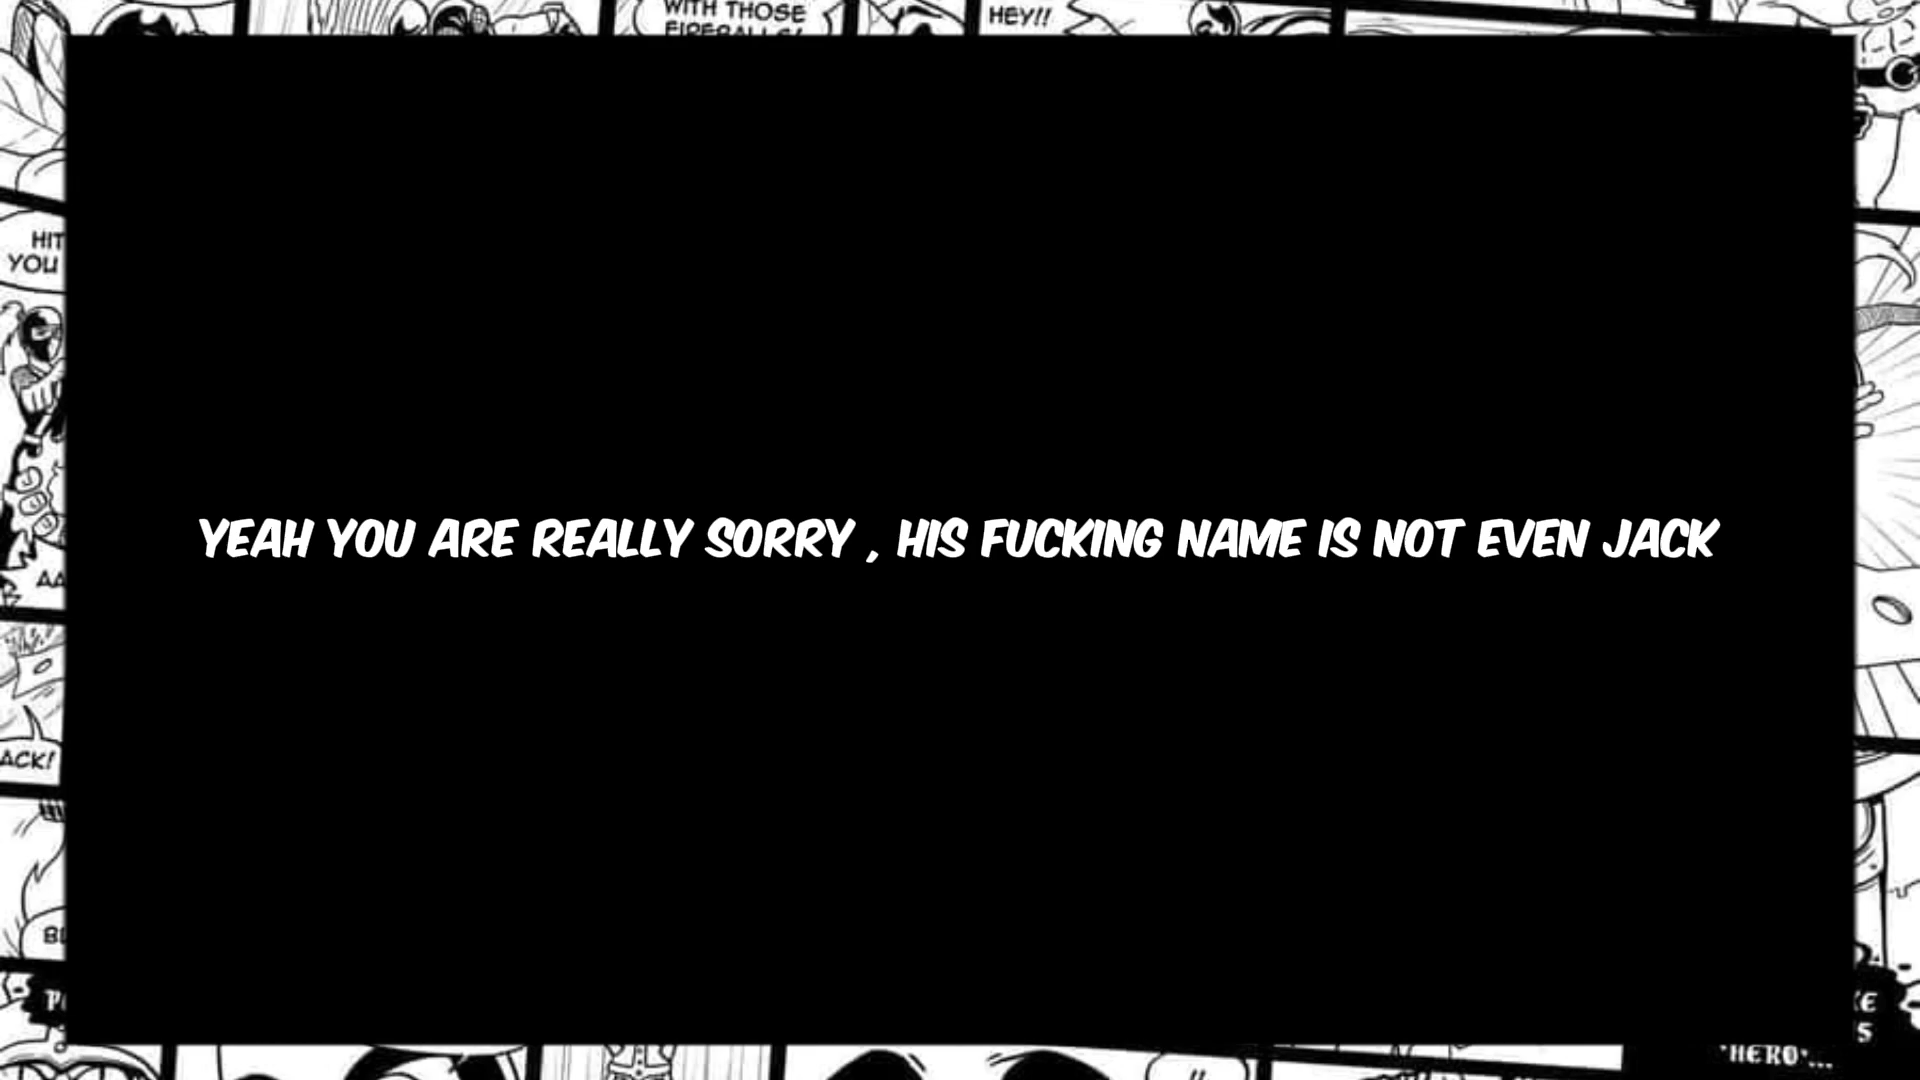 WITH THOSE
HEY!!
HIT
YOU
YEAH YOU ARE REALLY SORRY , HIS FUCKING NAME IS NOT EVEN JACK
ACK!
"HERO"...